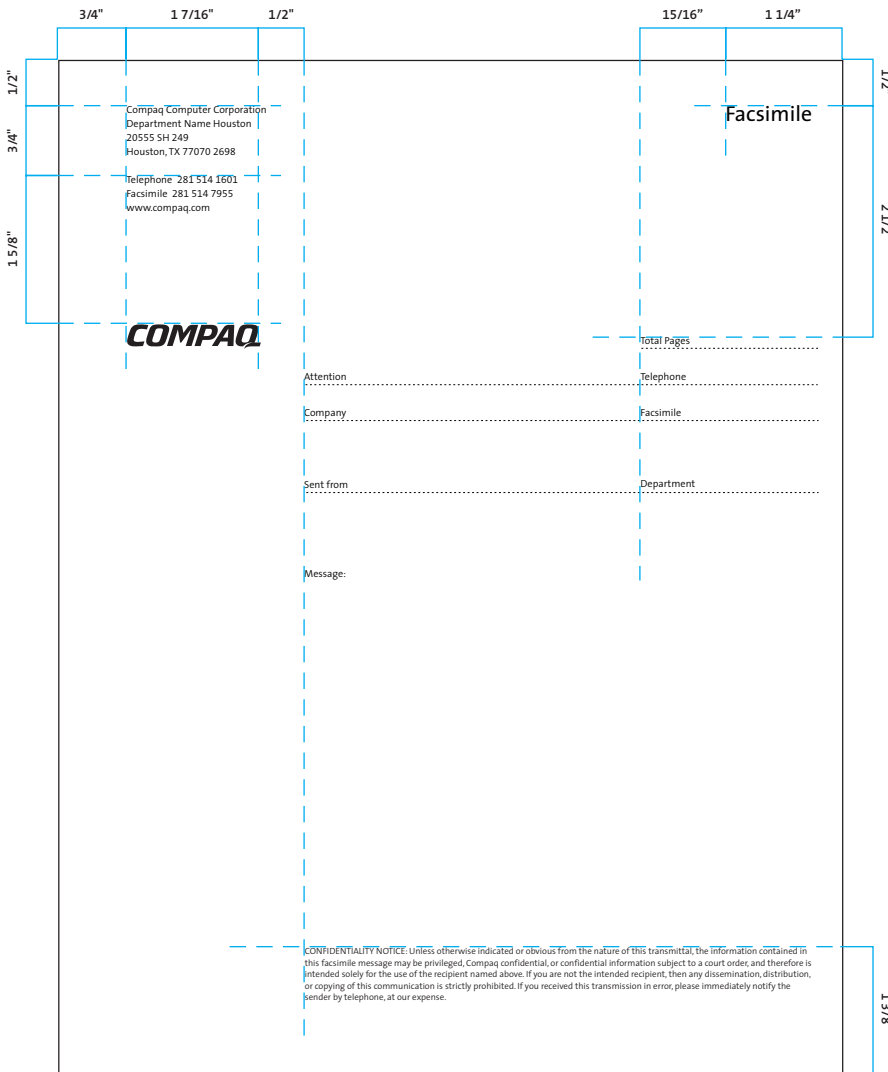 3/4" 1 7/16" 1/2" 15/16” 1 1/4”
1/2"
3/4"
1 5/8"
Compaq Computer Corporation
Department Name Houston
20555 SH 249
Houston, TX 77070 2698
Telephone 281 514 1601
Facsimile 281 514 7955
www.compaq.com
Facsimile
COMPAQ
Total Pages
Attention Telephone
Company Facsimile
Sent from Department
Message:
CONFIDENTIALITY NOTICE: Unless otherwise indicated or obvious from the nature of this transmittal, the information contained in
this facsimile message may be privileged, Compaq confidential, or confidential information subject to a court order, and therefore is
intended solely for the use of the recipient named above. If you are not the intended recipient, then any dissemination, distribution,
or copying of this communication is strictly prohibited. If you received this transmission in error, please immediately notify the
sender by telephone, at our expense.